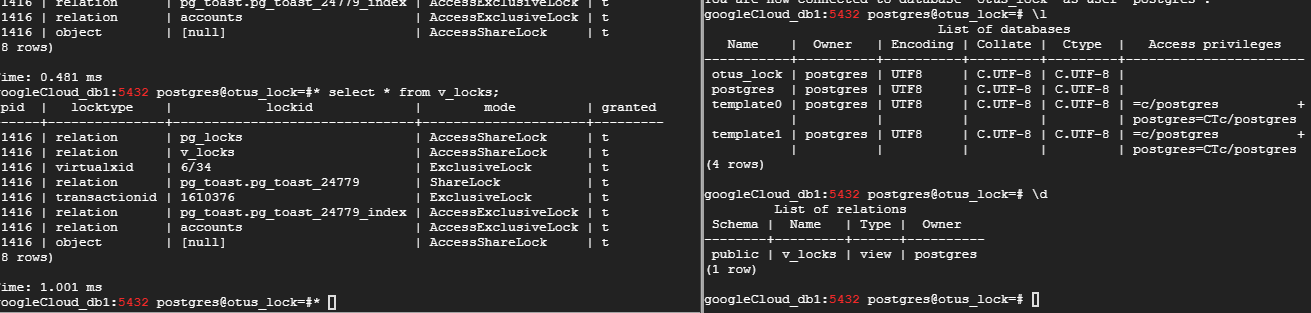 1416 | relation | pg_toast.pg_toast_24779_index | AccessExclusiveLock | t
1416 | relation | accounts | AccessExclusiveLock | t
1416 | object | [null] | AccessShareLock | t
8 rows)
ime: 0.481 ms
oogleCloud_db1:5432 postgres@otus_lock=#* select * from v_locks;
pid | locktype | lockid | mode | granted
-----+---------------+-------------------------------+---------------------+---------
1416 | relation | pg_locks | AccessShareLock | t
1416 | relation | v_locks | AccessShareLock | t
1416 | virtualxid | 6/34 | ExclusiveLock | t
1416 | relation | pg_toast.pg_toast_24779 | ShareLock | t
1416 | transactionid | 1610376 | ExclusiveLock | t
1416 | relation | pg_toast.pg_toast_24779_index | AccessExclusiveLock | t
1416 | relation | accounts | AccessExclusiveLock | t
1416 | object | [null] | AccessShareLock | t
8 rows)
ime: 1.001 ms
oogleCloud_db1:5432 postgres@otus_lock=#*
googleCloud_db1:5432 postgres@otus_lock=# \l
List of databases
Name | Owner | Encoding | Collate | Ctype | Access privileges
-----------+----------+----------+---------+---------+-----------------------
otus_lock | postgres | UTF8 | C.UTF-8 | C.UTF-8 |
postgres | postgres | UTF8 | C.UTF-8 | C.UTF-8 |
template0 | postgres | UTF8 | C.UTF-8 | C.UTF-8 | =c/postgres +
| | | | | postgres=CTc/postgres
template1 | postgres | UTF8 | C.UTF-8 | C.UTF-8 | =c/postgres +
| | | | | postgres=CTc/postgres
(4 rows)
googleCloud_db1:5432 postgres@otus_lock=# \d
List of relations
Schema | Name | Type | Owner
--------+---------+------+----------
public | v_locks | view | postgres
(1 row)
googleCloud_db1:5432 postgres@otus_lock=#